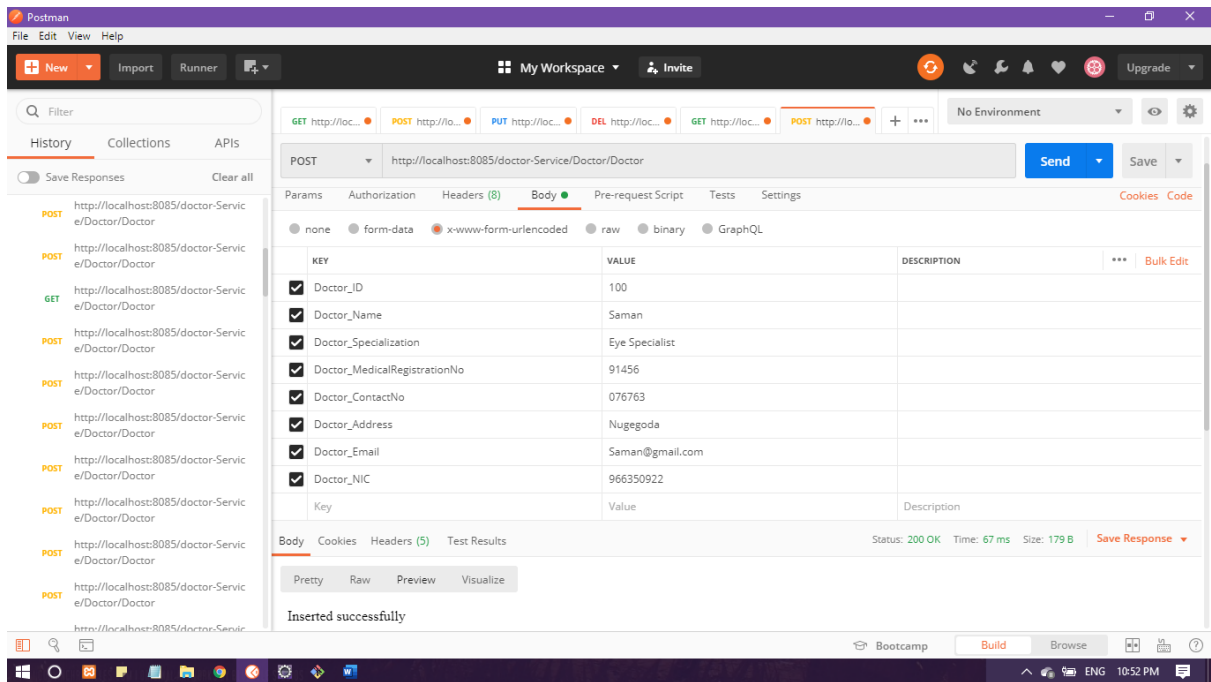 Postman
File Edit View Help
New Import Runner My Workspace Invite Upgrade
Filter
History Collections APIs
Save Responses Clear all
POST http://localhost:8085/doctor-Servic
e/Doctor/Doctor
POST http://localhost:8085/doctor-Servic
e/Doctor/Doctor
GET http://localhost:8085/doctor-Servic
e/Doctor/Doctor
POST http://localhost:8085/doctor-Servic
e/Doctor/Doctor
POST http://localhost:8085/doctor-Servic
e/Doctor/Doctor
POST http://localhost:8085/doctor-Servic
e/Doctor/Doctor
POST http://localhost:8085/doctor-Servic
e/Doctor/Doctor
POST http://localhost:8085/doctor-Servic
e/Doctor/Doctor
POST http://localhost:8085/doctor-Servic
e/Doctor/Doctor
POST http://localhost:8085/doctor-Servic
e/Doctor/Doctor
http://localhost:8085/doctor-Servic
GET http://loc... POST http://lo... PUT http://loc... DEL http://loc... GET http://loc... POST http://lo... + ••• No Environment
POST http://localhost:8085/doctor-Service/Doctor/Doctor Send Save
Params Authorization Headers (8) Body Pre-request Script Tests Settings Cookies Code
none form-data x-www-form-urlencoded raw binary GraphQL
KEY VALUE DESCRIPTION ••• Bulk Edit
Doctor_ID 100
Doctor_Name Saman
Doctor_Specialization Eye Specialist
Doctor_MedicalRegistrationNo 91456
Doctor_ContactNo 076763
Doctor_Address Nugegoda
Doctor_Email Saman@gmail.com
Doctor_NIC 966350922
Key Value Description
Body Cookies Headers (5) Test Results Status: 200 OK Time: 67 ms Size: 179 B Save Response
Pretty Raw Preview Visualize
Inserted successfully
Bootcamp Build Browse
ENG 10:52 PM